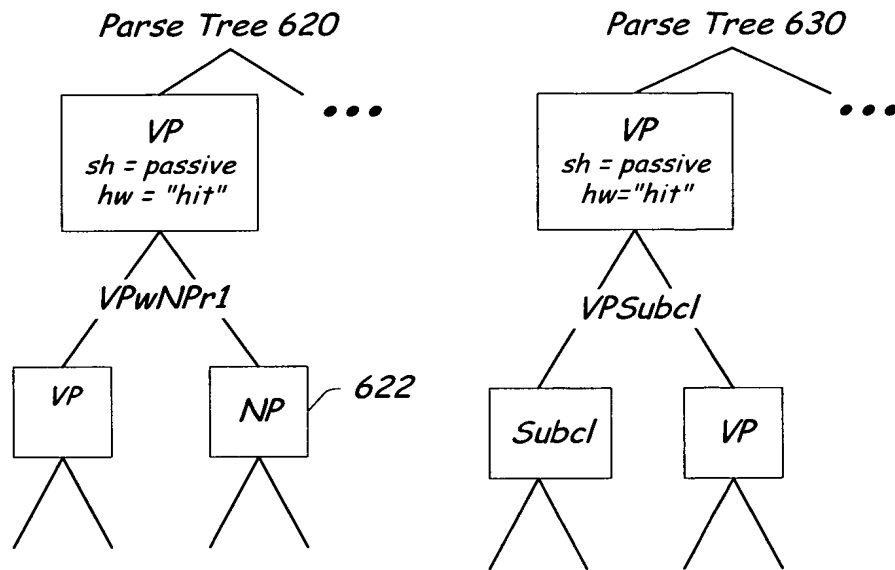 Parse Tree 620
VP
sh = passive
hw = "hit"
VPwNPr1
VP
NP
622
Parse Tree 630
VP
sh = passive
hw="hit"
VPSubcl
Subcl
VP